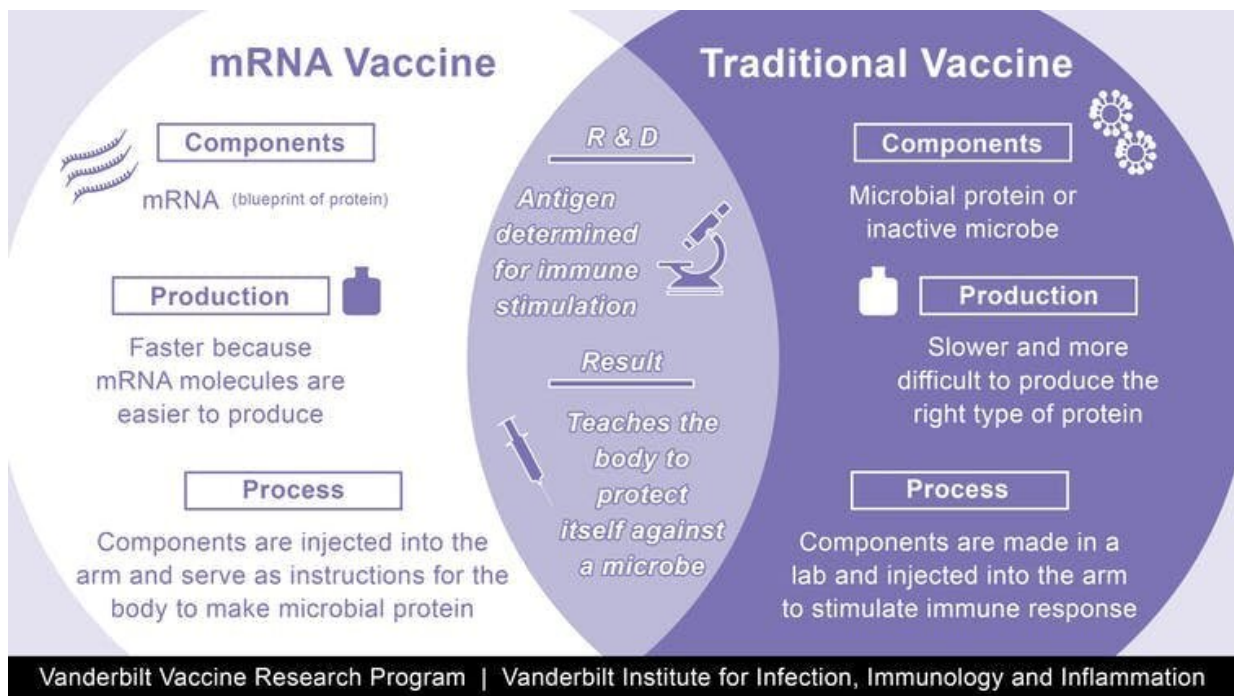 mRNA Vaccine
Components
mRNA (blueprint of protein)
Production
Faster because
mRNA molecules are
easier to produce
Process
Components are injected into the
arm and serve as instructions for the
body to make microbial protein
R & D
Antigen
determined
for immune
stimulation
Result
Teaches the
body to
protect
itself against
a microbe
Traditional Vaccine
Components
Microbial protein or
inactive microbe
Production
Slower and more
difficult to produce the
right type of protein
Process
Components are made in a
lab and injected into the arm
to stimulate immune response
Vanderbilt Vaccine Research Program | Vanderbilt Institute for Infection, Immunology and Inflammation